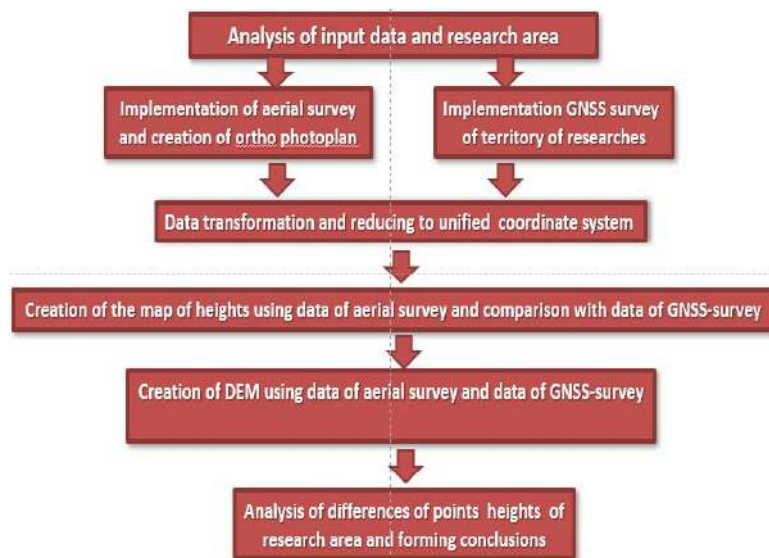 Analysis of input data and research area
Implementation of aerial survey
and creation of ortho photoplan
Implementation GNSS survey
of territory of researches
Data transformation and reducing to unified coordinate system
Creation of the map of heights using data of aerial survey and comparison with data of GNSS-survey
Creation of DEM using data of aerial survey and data of GNSS-survey
Analysis of differences of points heights of
research area and forming conclusions